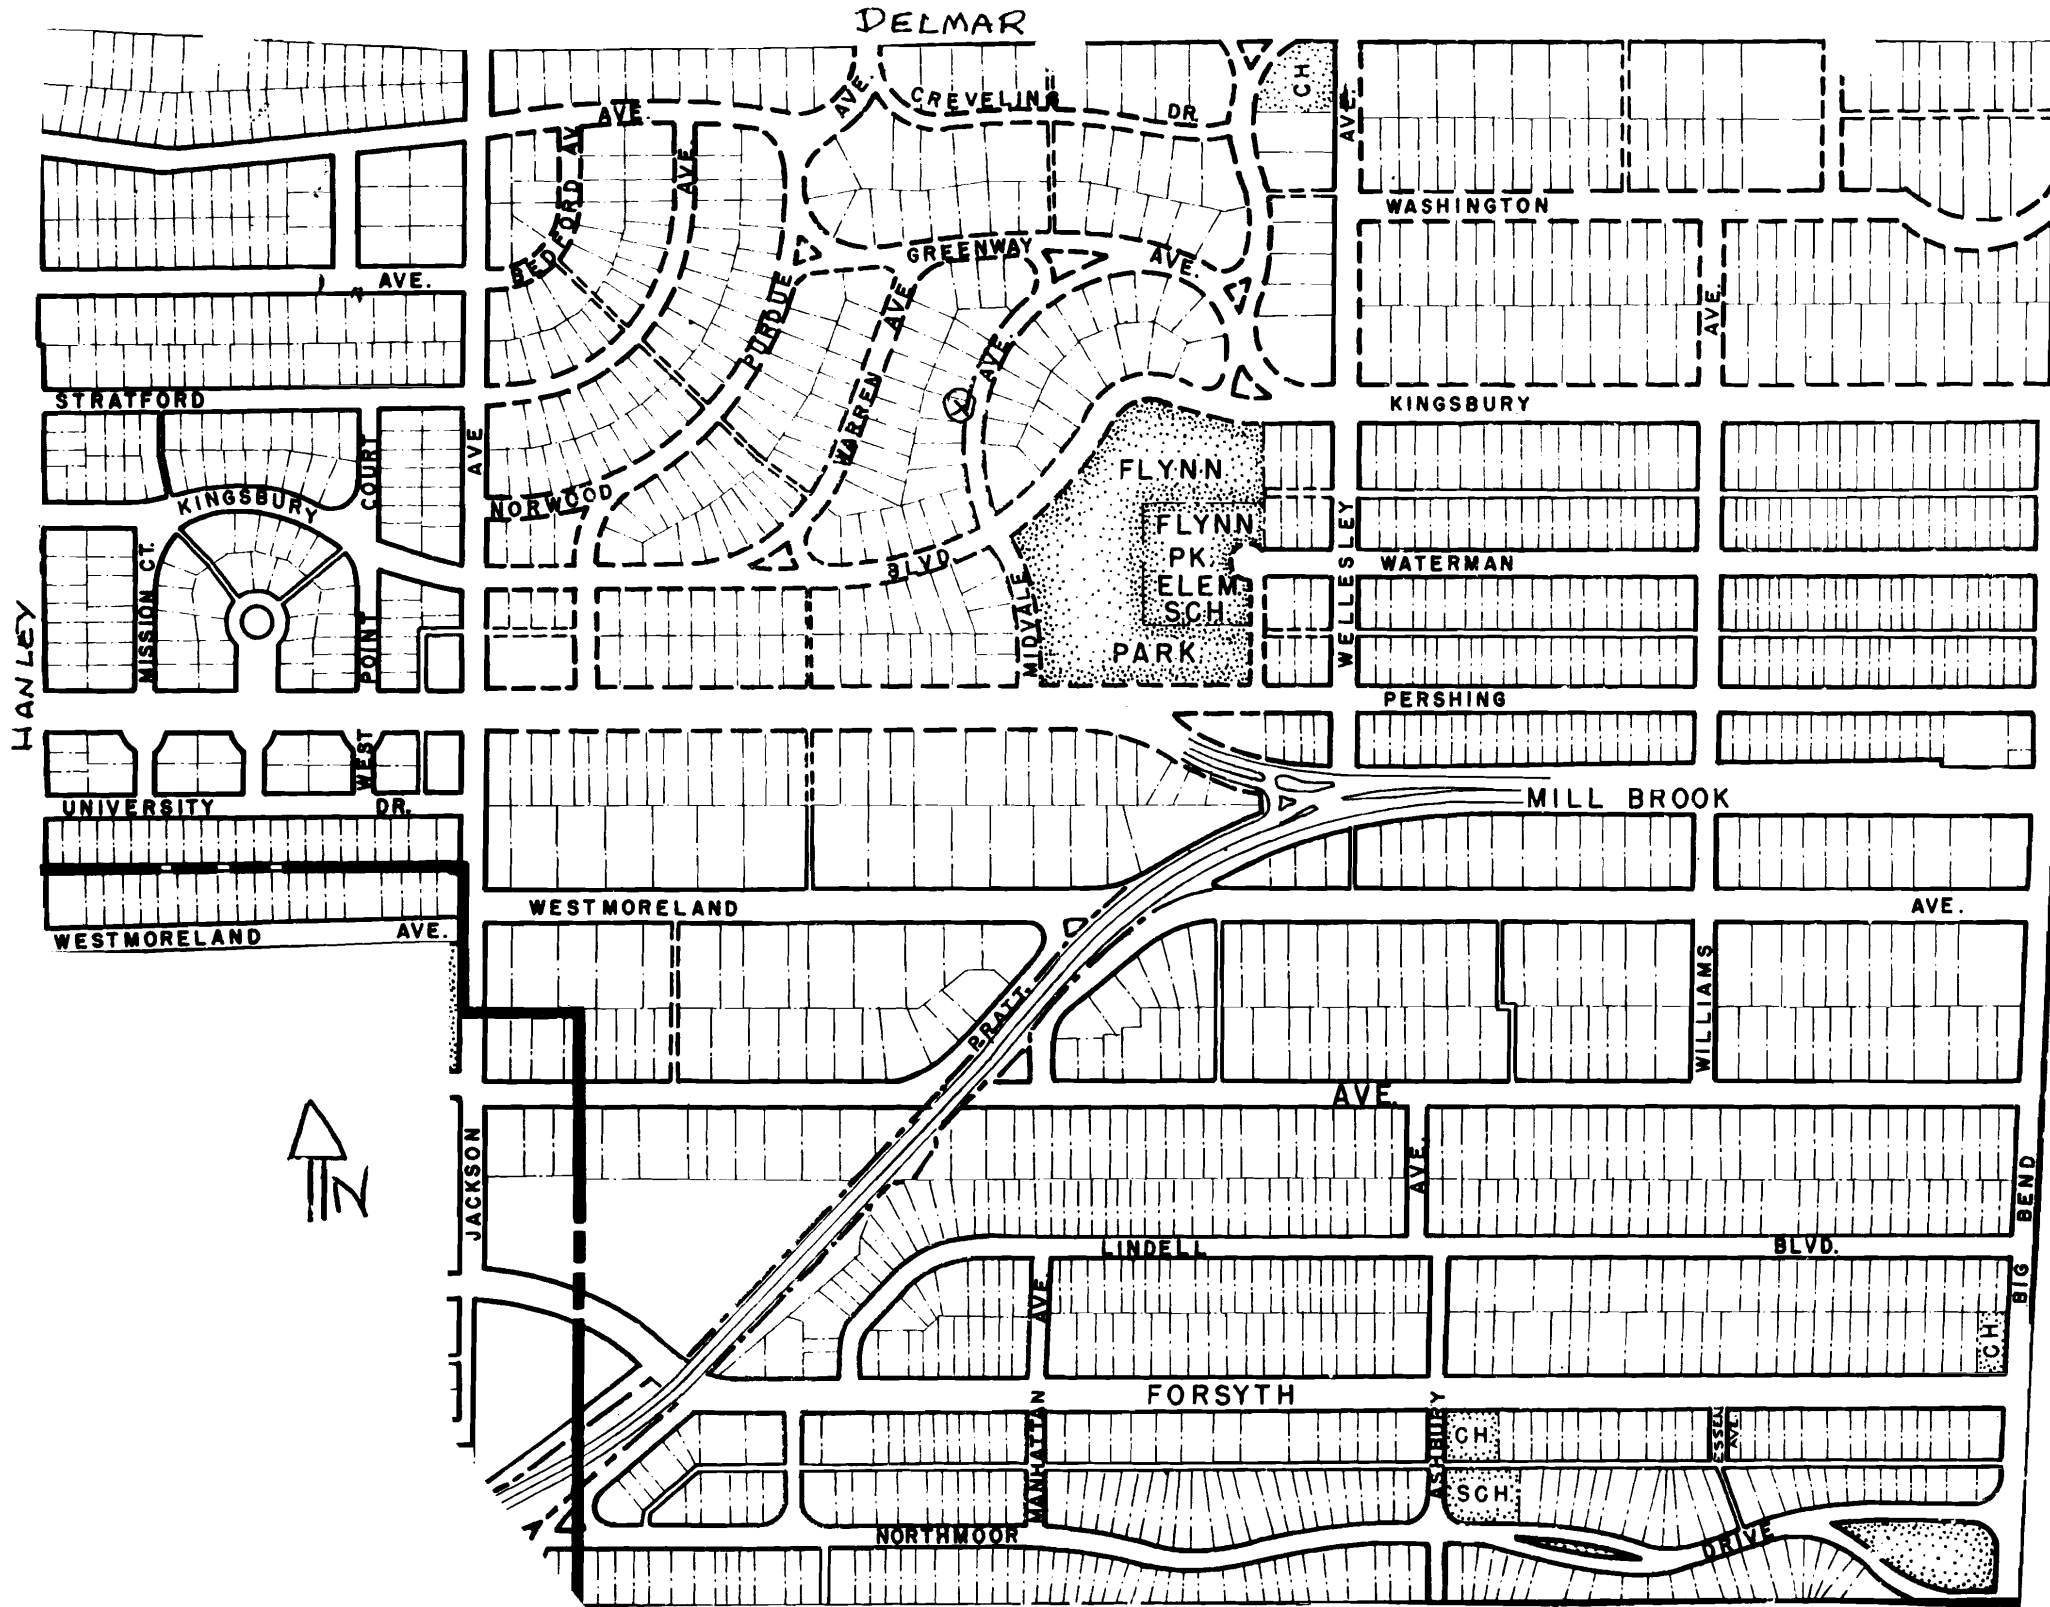 DELMAR
CH
AVE.
CREVELING
DR.
AVE
AVE.
BEDFORD AV.
AVE.
WASHINGTON
GREENWAY
AVE.
AVE.
PURDUE
AVE.
AVE.
AVE.
STRATFORD
KINGSBURY
WARREN
X
COURT
AVE
FLYNN
KINGSBURY
NORWOOD
FLYNN
PK.
ELEM.
SCH.
PARK
BLVD
WATERMAN
WELLESLEY
MISSION CT.
MIDVALE
HANLEY
POINT
PERSHING
WEST
UNIVERSITY
DR.
MILL BROOK
WESTMORELAND
AVE.
WESTMORELAND
AVE.
WILLIAMS
PRATT.
AVE.
N
JACKSON
AVE.
BIG BEND
LINDELL
BLVD.
AVE.
CH
FORSYTH
MANHATTAN
ASHBURY
CH
ESSEX
AVE.
SCH.
NORTHMOOR
DRIVE